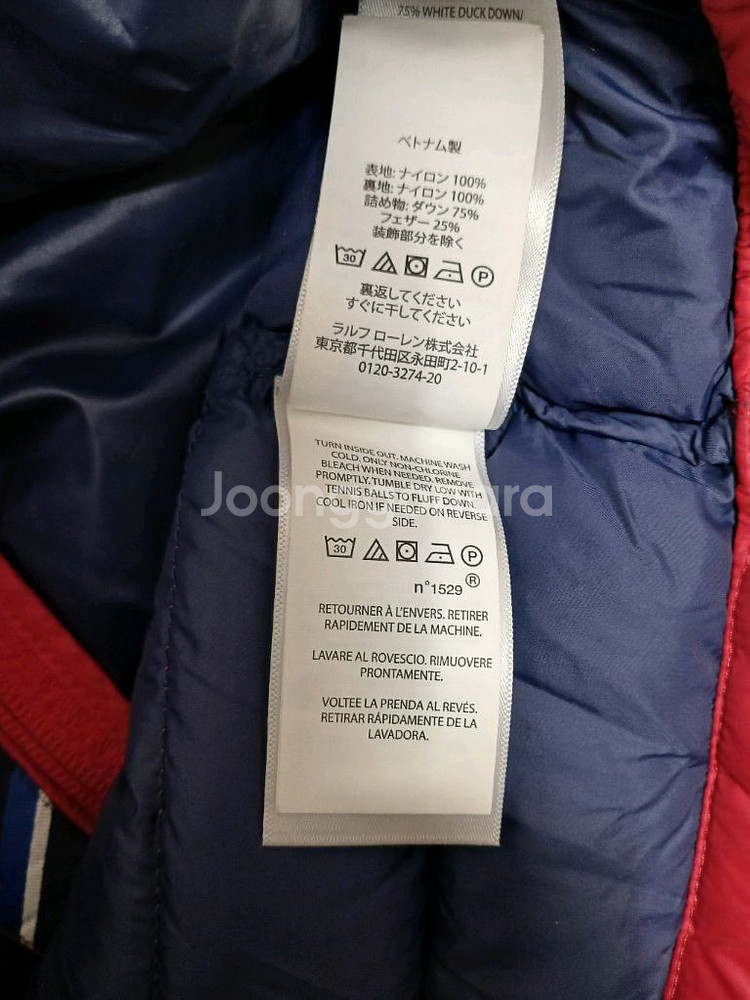 75% WHITE DUCK DOWN/
ベトナム製
表地: ナイロン 100%
裏地: ナイロン 100%
詰め物: ダウン 75%
フェザー 25%
装飾部分を除く
30 P
裏返してください
すぐに干してください
ラルフ ローレン株式会社
東京都千代田区永田町2-10-1
0120-3274-20
TURN INSIDE OUT. MACHINE WASH
COLD. ONLY NON-CHLORINE
BLEACH WHEN NEEDED. REMOVE
PROMPTLY. TUMBLE DRY LOW WITH
TENNIS BALLS TO FLUFF DOWN.
COOL IRON IF NEEDED ON REVERSE
SIDE.
30 P
n°1529 ®
RETOURNER À L'ENVERS. RETIRER
RAPIDEMENT DE LA MACHINE.
LAVARE AL ROVESCIO. RIMUOVERE
PRONTAMENTE.
VOLTEE LA PRENDA AL REVÉS.
RETIRAR RÁPIDAMENTE DE LA
LAVADORA.